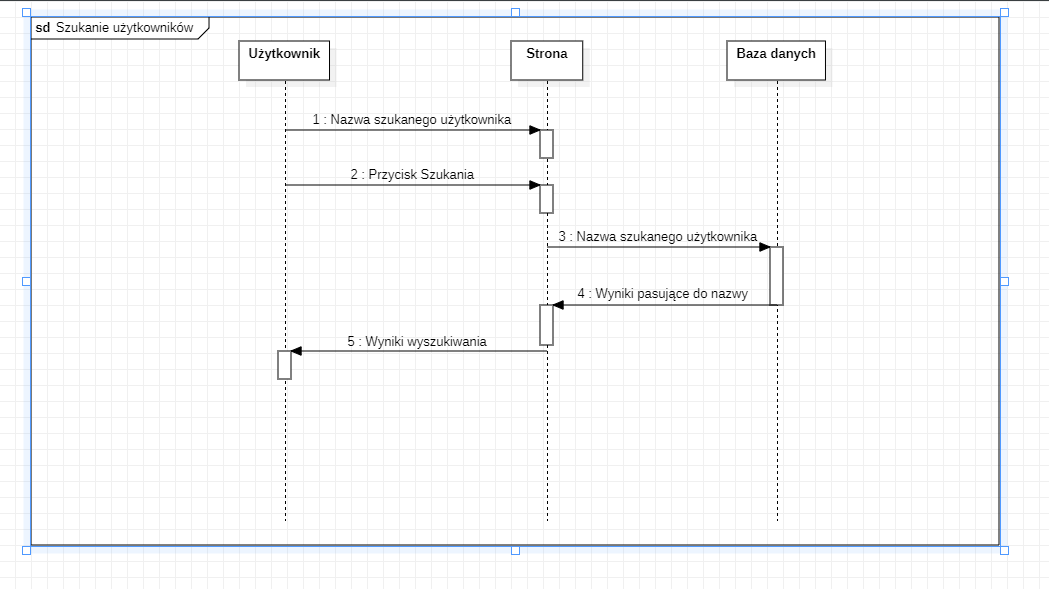 sd Szukanie użytkowników
Użytkownik
Strona
Baza danych
1 : Nazwa szukanego użytkownika
2 : Przycisk Szukania
3 : Nazwa szukanego użytkownika
4 : Wyniki pasujące do nazwy
5 : Wyniki wyszukiwania